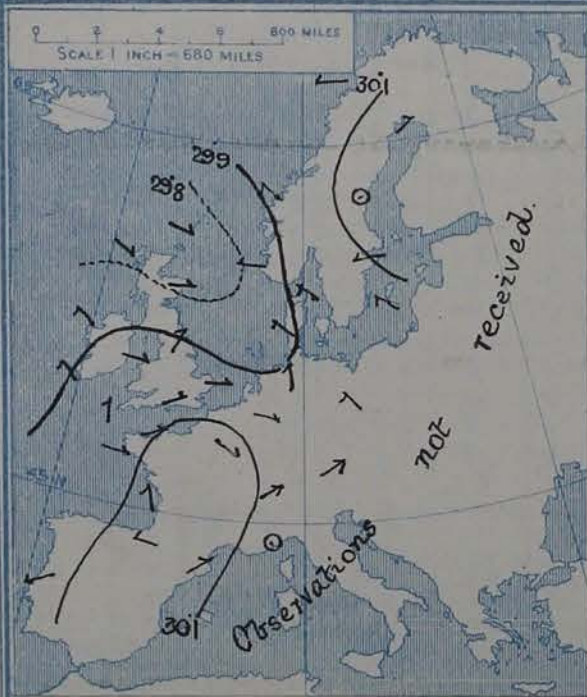 0 2 4 6 800 MILES
SCALE 1 INCH = 680 MILES
30·1
29·9
29·8
received.
not
Observations
30·1